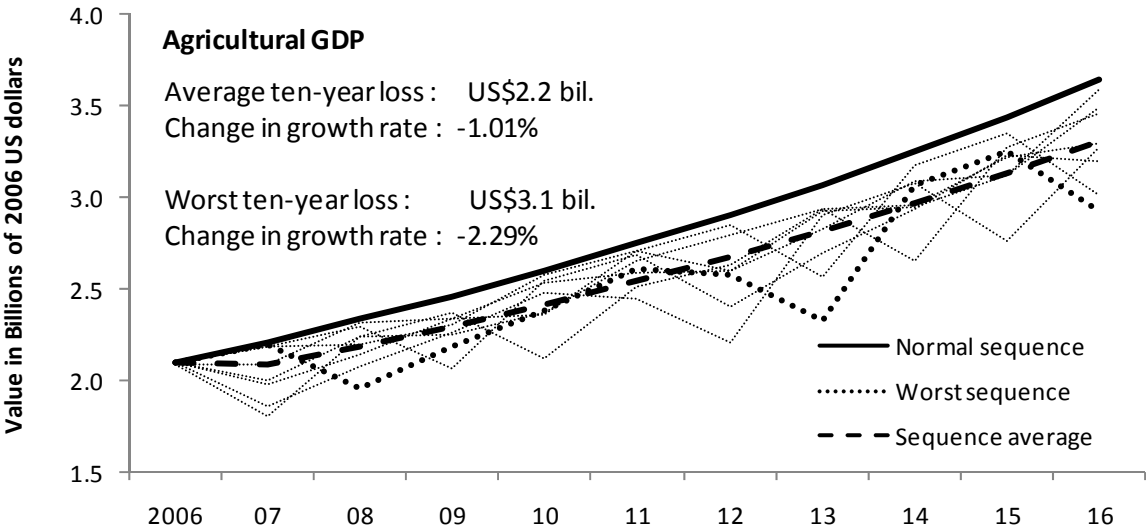 Value in Billions of 2006 US dollars
4.0
3.5
3.0
2.5
2.0
1.5
Agricultural GDP
Average ten-year loss : US$2.2 bil.
Change in growth rate : -1.01%
Worst ten-year loss : US$3.1 bil.
Change in growth rate : -2.29%
Normal sequence
Worst sequence
Sequence average
2006 07 08 09 10 11 12 13 14 15 16